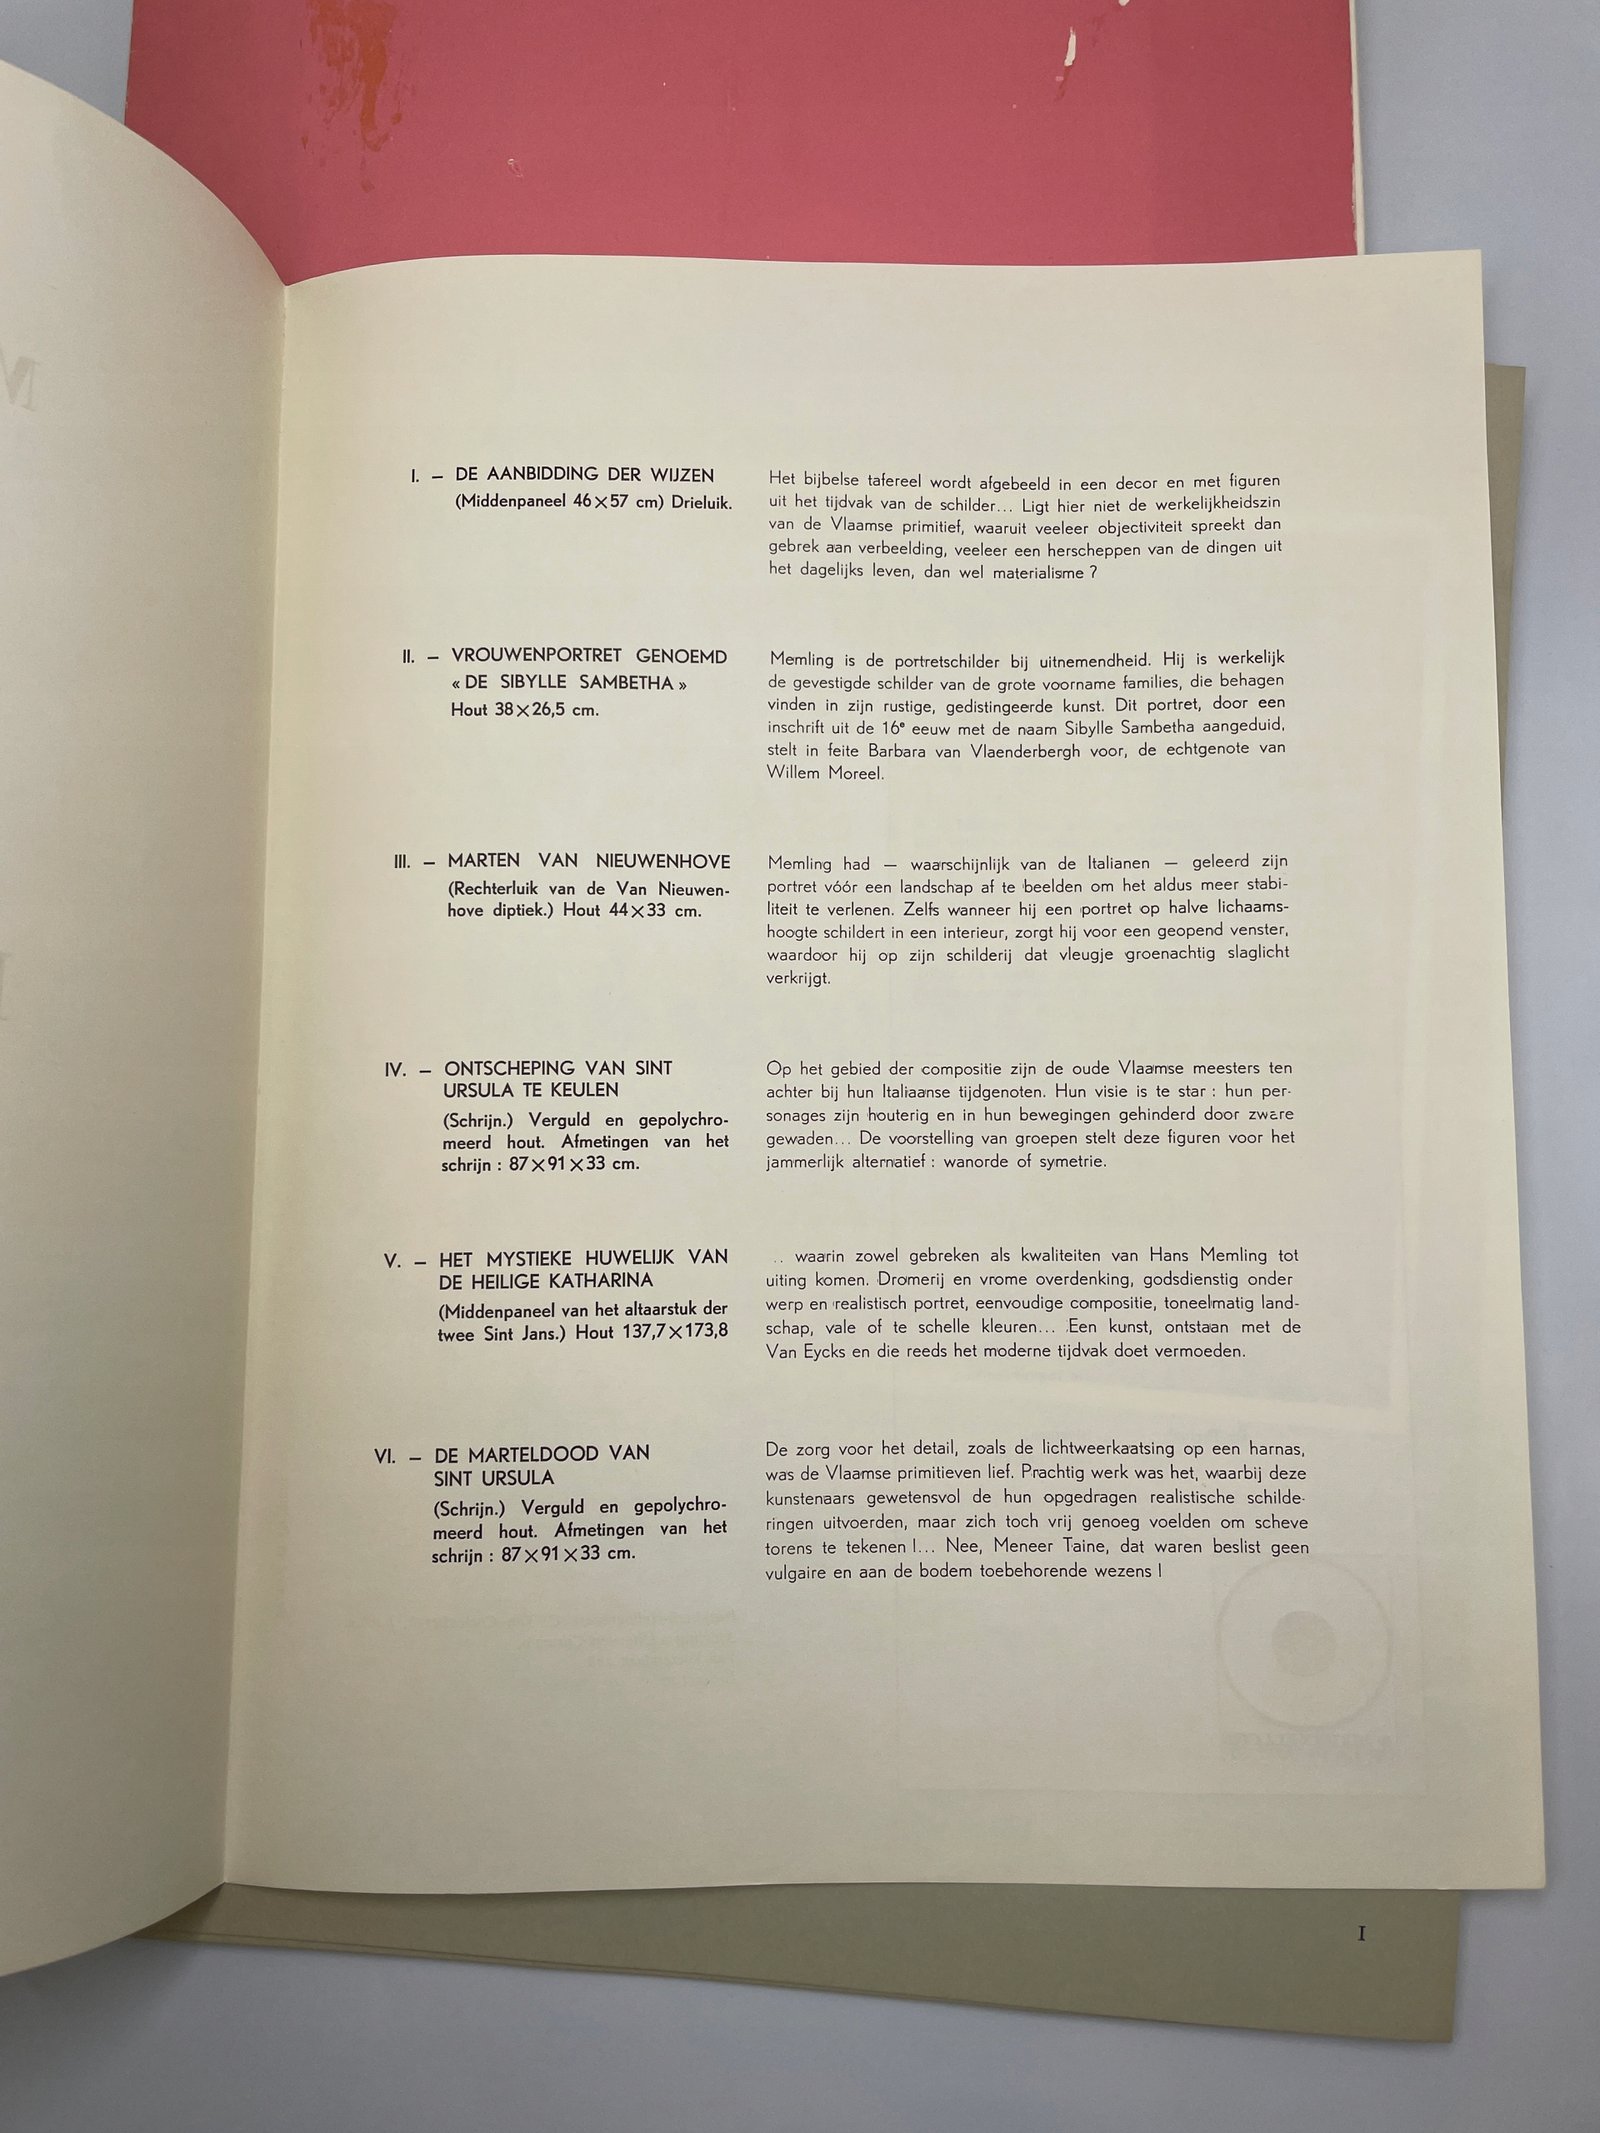 I. – DE AANBIDDING DER WIJZEN
(Middenpaneel 46×57 cm) Drieluik.
Het bijbelse tafereel wordt afgebeeld in een decor en met figuren
uit het tijdvak van de schilder... Ligt hier niet de werkelijkheidszin
van de Vlaamse primitief, waaruit veeleer objectiviteit spreekt dan
gebrek aan verbeelding, veeleer een herscheppen van de dingen uit
het dagelijks leven, dan wel materialisme ?
II. – VROUWENPORTRET GENOEMD
« DE SIBYLLE SAMBETHA »
Hout 38×26,5 cm.
Memling is de portretschilder bij uitnemendheid. Hij is werkelijk
de gevestigde schilder van de grote voorname families, die behagen
vinden in zijn rustige, gedistingeerde kunst. Dit portret, door een
inschrift uit de 16e eeuw met de naam Sibylle Sambetha aangeduid,
stelt in feite Barbara van Vlaenderbergh voor, de echtgenote van
Willem Moreel.
III. – MARTEN VAN NIEUWENHOVE
(Rechterluik van de Van Nieuwen-
hove diptiek.) Hout 44×33 cm.
Memling had — waarschijnlijk van de Italianen — geleerd zijn
portret vóór een landschap af te beelden om het aldus meer stabi-
liteit te verlenen. Zelfs wanneer hij een portret op halve lichaams-
hoogte schildert in een interieur, zorgt hij voor een geopend venster,
waardoor hij op zijn schilderij dat vleugje groenachtig slaglicht
verkrijgt.
IV. – ONTSCHEPING VAN SINT
URSULA TE KEULEN
(Schrijn.) Verguld en gepolychro-
meerd hout. Afmetingen van het
schrijn : 87×91×33 cm.
Op het gebied der compositie zijn de oude Vlaamse meesters ten
achter bij hun Italiaanse tijdgenoten. Hun visie is te star : hun per-
sonages zijn houterig en in hun bewegingen gehinderd door zware
gewaden... De voorstelling van groepen stelt deze figuren voor het
jammerlijk alternatief : wanorde of symetrie.
V. – HET MYSTIEKE HUWELIJK VAN
DE HEILIGE KATHARINA
(Middenpaneel van het altaarstuk der
twee Sint Jans.) Hout 137,7×173,8
.. waarin zowel gebreken als kwaliteiten van Hans Memling tot
uiting komen. Dromerij en vrome overdenking, godsdienstig onder
werp en realistisch portret, eenvoudige compositie, toneelmatig land-
schap, vale of te schelle kleuren... Een kunst, ontstaan met de
Van Eycks en die reeds het moderne tijdvak doet vermoeden.
VI. – DE MARTELDOOD VAN
SINT URSULA
(Schrijn.) Verguld en gepolychro-
meerd hout. Afmetingen van het
schrijn : 87×91×33 cm.
De zorg voor het detail, zoals de lichtweerkaatsing op een harnas,
was de Vlaamse primitieven lief. Prachtig werk was het, waarbij deze
kunstenaars gewetensvol de hun opgedragen realistische schilde-
ringen uitvoerden, maar zich toch vrij genoeg voelden om scheve
torens te tekenen !... Nee, Meneer Taine, dat waren beslist geen
vulgaire en aan de bodem toebehorende wezens !
I